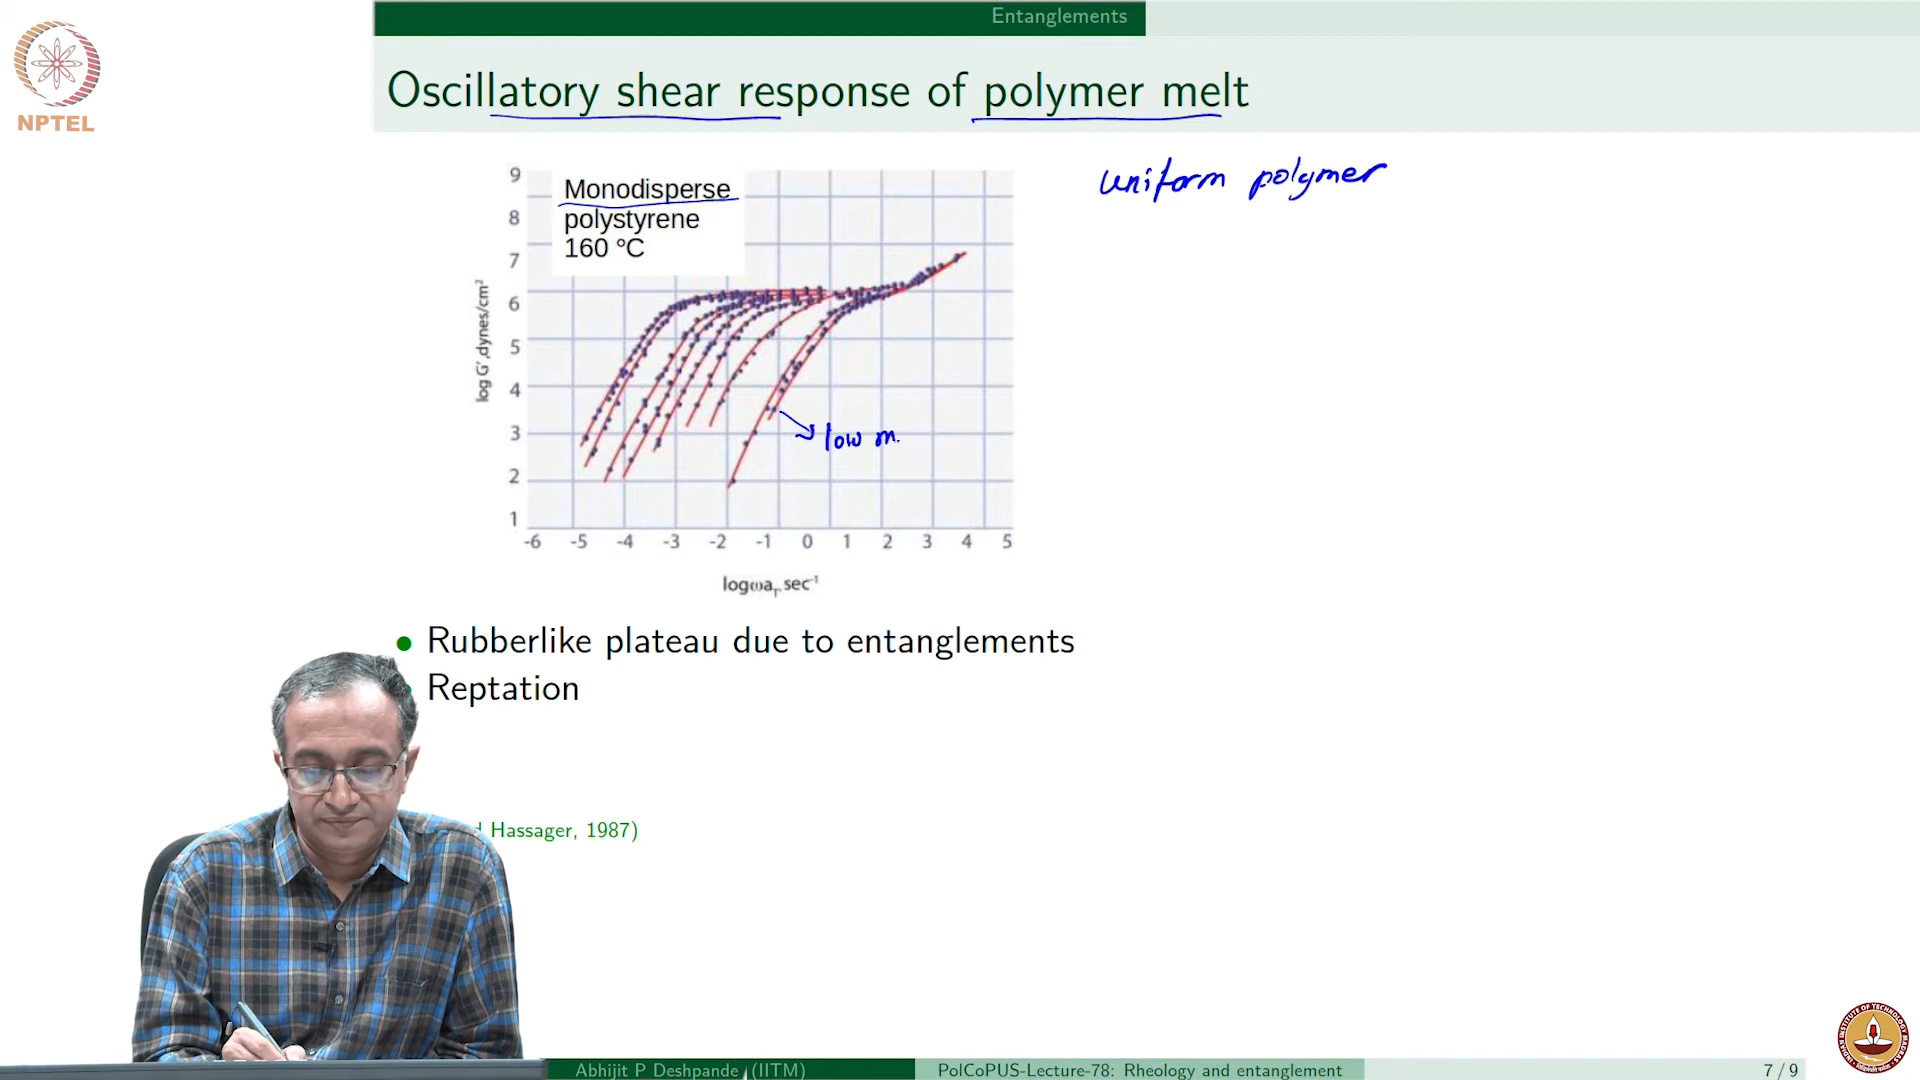 Entanglements
NPTEL
Oscillatory shear response of polymer melt
uniform polymer
Monodisperse
polystyrene
160 °C
9
8
7
6
5
4
3
2
1
log G', dynes/cm²
low m.
-6 -5 -4 -3 -2 -1 0 1 2 3 4 5
logωaT, sec⁻¹
• Rubberlike plateau due to entanglements
Reptation
Hassager, 1987)
Abhijit P Deshpande (IITM)
PolCoPUS-Lecture-78: Rheology and entanglement
7 / 9